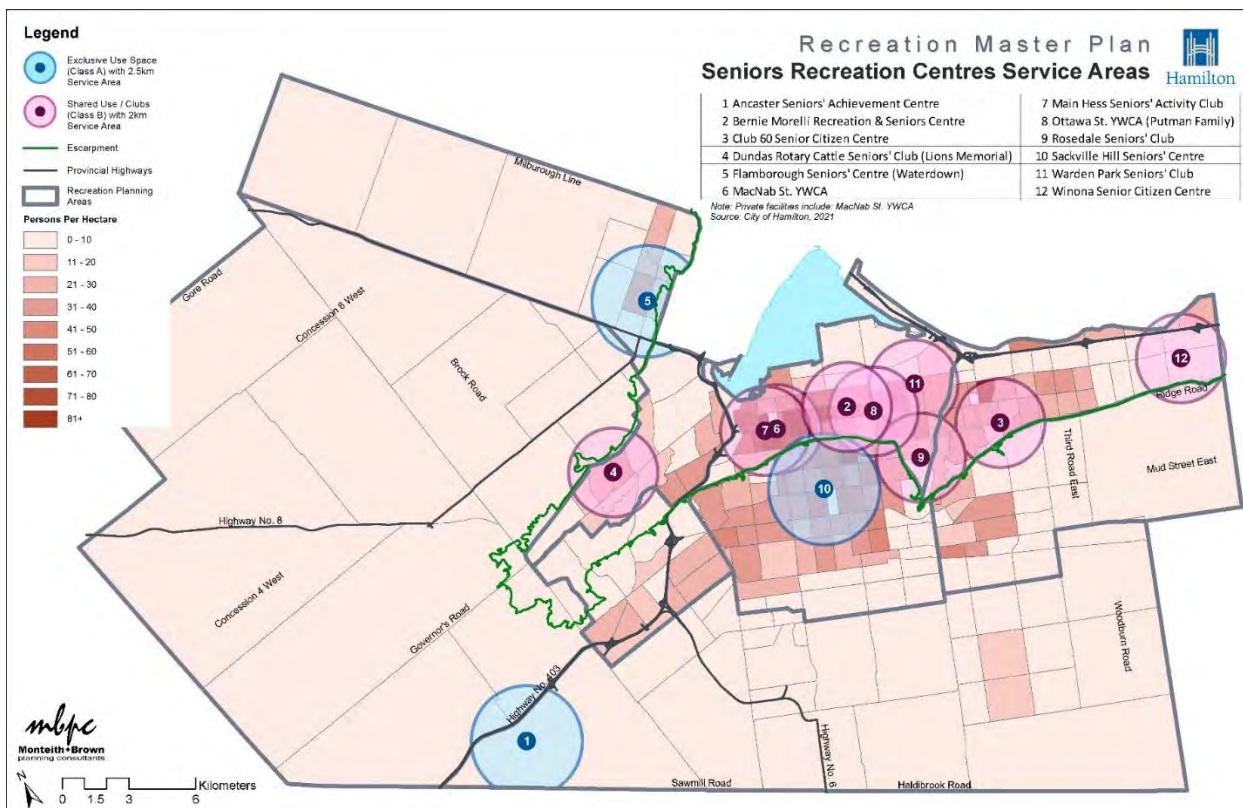 Legend
Exclusive Use Space
(Class A) with 2.5km
Service Area
Shared Use / Clubs
(Class B) with 2km
Service Area
Escarpment
Provincial Highways
Recreation Planning
Areas
Persons Per Hectare
0 - 10
11 - 20
21 - 30
31 - 40
41 - 50
51 - 60
61 - 70
71 - 80
81+
Recreation Master Plan
Seniors Recreation Centres Service Areas
Hamilton
1 Ancaster Seniors' Achievement Centre
2 Bernie Morelli Recreation & Seniors Centre
3 Club 60 Senior Citizen Centre
4 Dundas Rotary Cattle Seniors' Club (Lions Memorial)
5 Flamborough Seniors' Centre (Waterdown)
6 MacNab St. YWCA
7 Main Hess Seniors' Activity Club
8 Ottawa St. YWCA (Putman Family)
9 Rosedale Seniors' Club
10 Sackville Hill Seniors' Centre
11 Warden Park Seniors' Club
12 Winona Senior Citizen Centre
Note: Private facilities include: MacNab St. YWCA
Source: City of Hamilton, 2021
Milburough Line
Gore Road
Concession 8 West
Brock Road
5
12
11
2
8
Ridge Road
7
6
3
9
Third Road East
Mud Street East
4
10
Highway No. 8
Concession 4 West
Governor's Road
Woodburn Road
Highway No. 403
1
Highway No. 6
Sawmill Road
Haldibrook Road
mbpc
Monteith•Brown
planning consultants
N
Kilometers
0 1.5 3 6